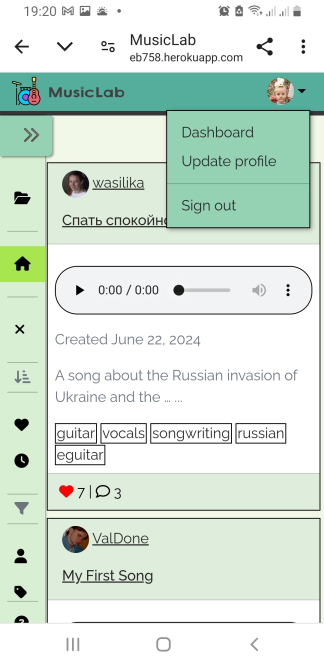 19:20
MusicLab
eb758.herokuapp.com
MusicLab
Dashboard
Update profile
Sign out
wasilika
Спать спокойно
0:00 / 0:00
Created June 22, 2024
A song about the Russian invasion of
Ukraine and the … ...
guitar vocals songwriting russian
eguitar
7 | 3
ValDone
My First Song